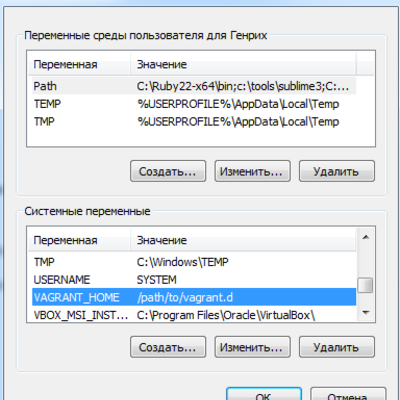 Переменные среды пользователя для Генрих
Переменная Значение
Path C:\Ruby22-x64\bin;c:\tools\sublime3;C:...
TEMP %USERPROFILE%\AppData\Local\Temp
TMP %USERPROFILE%\AppData\Local\Temp
Создать... Изменить... Удалить
Системные переменные
Переменная Значение
TMP C:\Windows\TEMP
USERNAME SYSTEM
VAGRANT_HOME /path/to/vagrant.d
VBOX_MSI_INST... C:\Program Files\Oracle\VirtualBox\
Создать... Изменить... Удалить
ОК Отмена